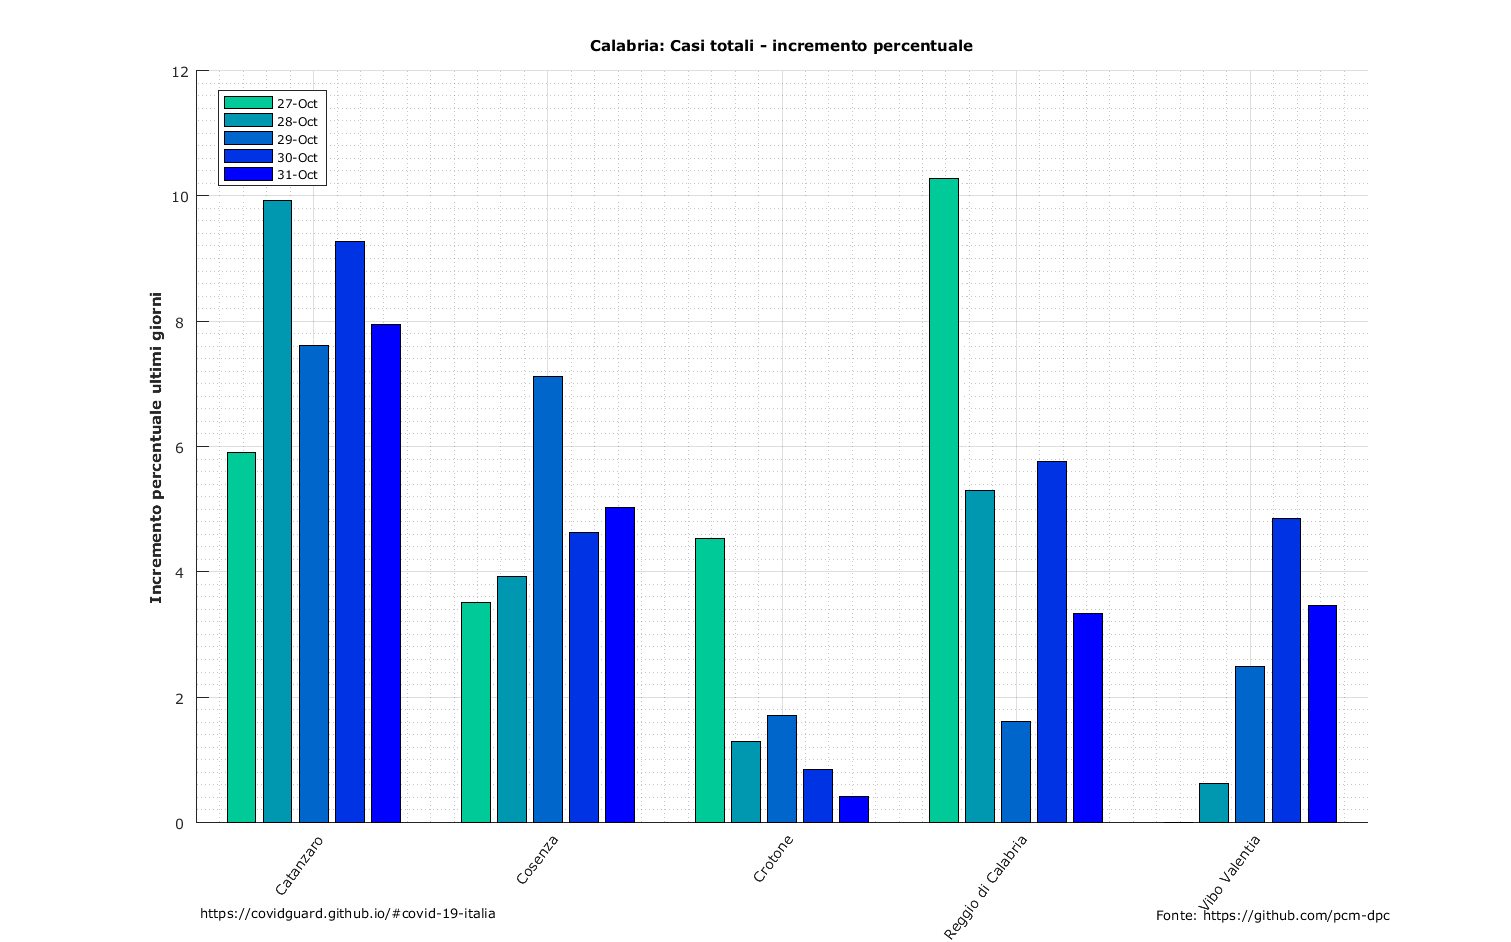 Calabria: Casi totali - incremento percentuale
Incremento percentuale ultimi giorni
12
10
8
6
4
2
0
27-Oct
28-Oct
29-Oct
30-Oct
31-Oct
Catanzaro
Cosenza
Crotone
Reggio di Calabria
Vibo Valentia
https://covidguard.github.io/#covid-19-italia
Fonte: https://github.com/pcm-dpc